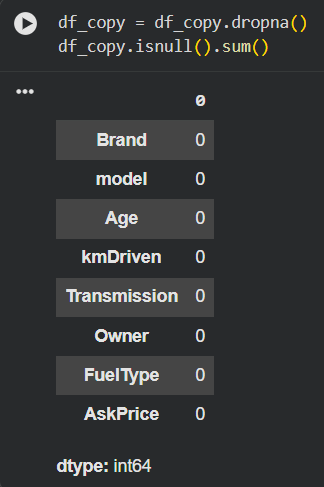 df_copy = df_copy.dropna()
df_copy.isnull().sum()
0
Brand 0
model 0
Age 0
kmDriven 0
Transmission 0
Owner 0
FuelType 0
AskPrice 0
dtype: int64